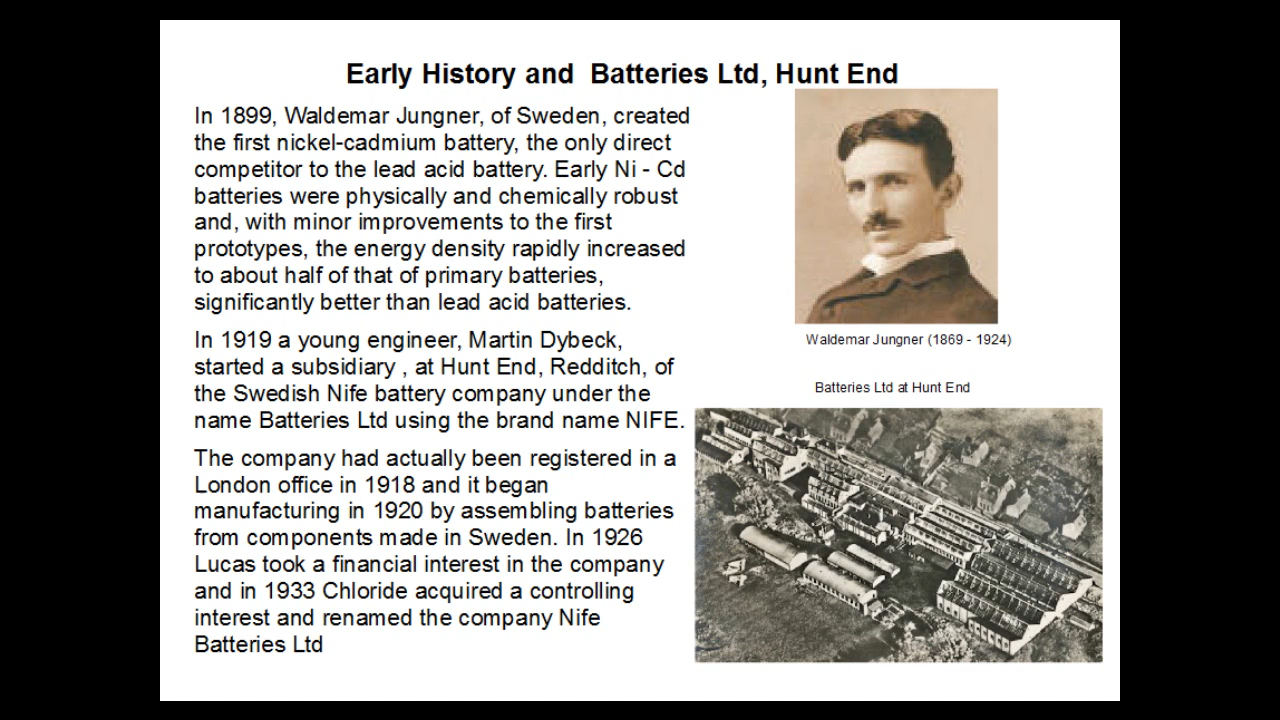 Early History and  Batteries Ltd, Hunt End
In 1899, Waldemar Jungner, of Sweden, created
the first nickel-cadmium battery, the only direct
competitor to the lead acid battery. Early Ni - Cd
batteries were physically and chemically robust
and, with minor improvements to the first
prototypes, the energy density rapidly increased
to about half of that of primary batteries,
significantly better than lead acid batteries.
In 1919 a young engineer, Martin Dybeck,
started a subsidiary , at Hunt End, Redditch, of
the Swedish Nife battery company under the
name Batteries Ltd using the brand name NIFE.
The company had actually been registered in a
London office in 1918 and it began
manufacturing in 1920 by assembling batteries
from components made in Sweden. In 1926
Lucas took a financial interest in the company
and in 1933 Chloride acquired a controlling
interest and renamed the company Nife
Batteries Ltd
Waldemar Jungner (1869 - 1924)
Batteries Ltd at Hunt End